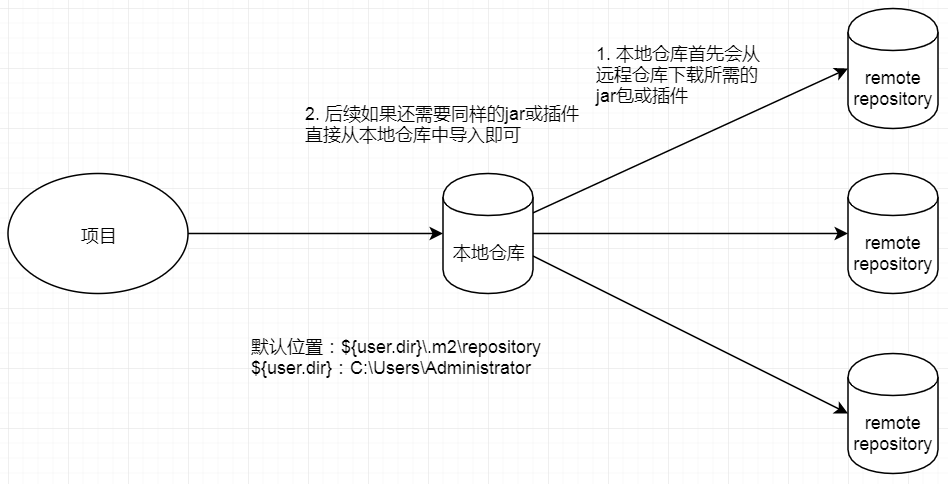 1. 本地仓库首先会从
远程仓库下载所需的
jar包或插件
remote
repository
2. 后续如果还需要同样的jar或插件
直接从本地仓库中导入即可
项目
本地仓库
remote
repository
默认位置：${user.dir}\.m2\repository
${user.dir}：C:\Users\Administrator
remote
repository